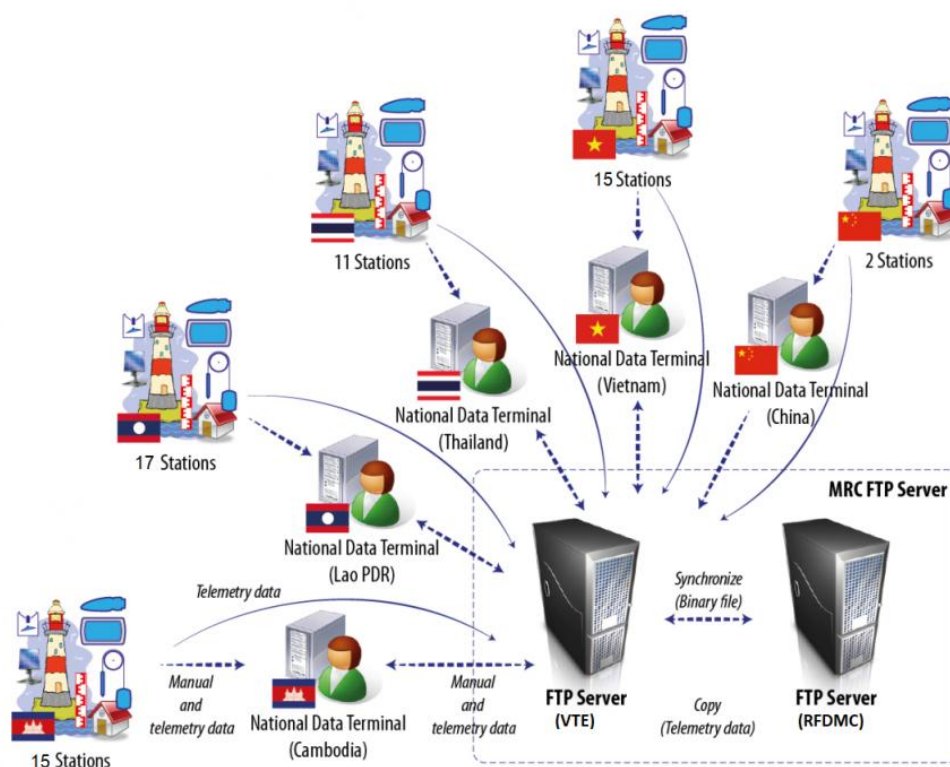 15 Stations
11 Stations
2 Stations
National Data Terminal
(Vietnam)
National Data Terminal
(China)
National Data Terminal
(Thailand)
17 Stations
MRC FTP Server
National Data Terminal
(Lao PDR)
Synchronize
(Binary file)
Telemetry data
Manual
and
telemetry data
National Data Terminal
(Cambodia)
Manual
and
telemetry data
FTP Server
(VTE)
Copy
(Telemetry data)
FTP Server
(RFDMC)
15 Stations